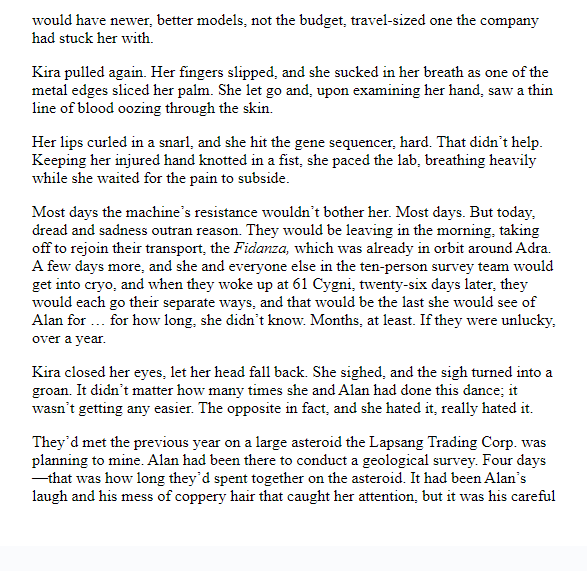 would have newer, better models, not the budget, travel-sized one the company
had stuck her with.
Kira pulled again. Her fingers slipped, and she sucked in her breath as one of the
metal edges sliced her palm. She let go and, upon examining her hand, saw a thin
line of blood oozing through the skin.
Her lips curled in a snarl, and she hit the gene sequencer, hard. That didn’t help.
Keeping her injured hand knotted in a fist, she paced the lab, breathing heavily
while she waited for the pain to subside.
Most days the machine’s resistance wouldn’t bother her. Most days. But today,
dread and sadness outran reason. They would be leaving in the morning, taking
off to rejoin their transport, the Fidanza, which was already in orbit around Adra.
A few days more, and she and everyone else in the ten-person survey team would
get into cryo, and when they woke up at 61 Cygni, twenty-six days later, they
would each go their separate ways, and that would be the last she would see of
Alan for … for how long, she didn’t know. Months, at least. If they were unlucky,
over a year.
Kira closed her eyes, let her head fall back. She sighed, and the sigh turned into a
groan. It didn’t matter how many times she and Alan had done this dance; it
wasn’t getting any easier. The opposite in fact, and she hated it, really hated it.
They’d met the previous year on a large asteroid the Lapsang Trading Corp. was
planning to mine. Alan had been there to conduct a geological survey. Four days
—that was how long they’d spent together on the asteroid. It had been Alan’s
laugh and his mess of coppery hair that caught her attention, but it was his careful